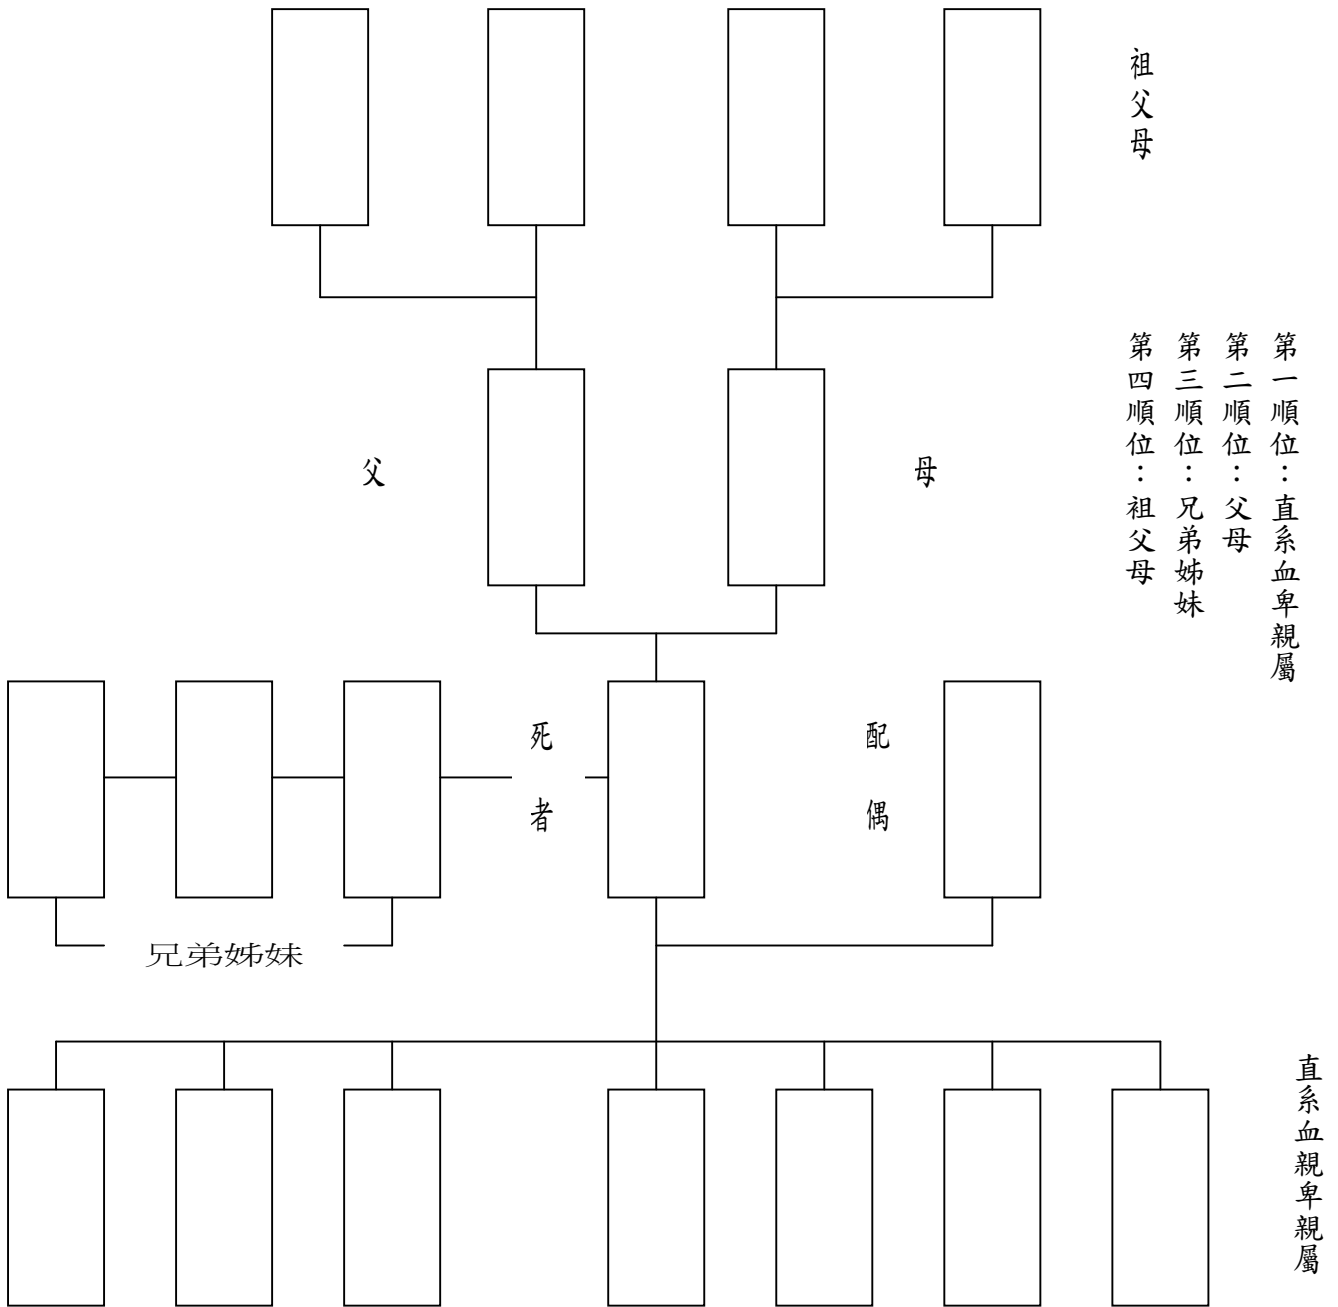 祖父母
第一順位：直系血卑親屬
第二順位：父母
第三順位：兄弟姊妹
第四順位：祖父母
父
母
死者
配偶
兄弟姊妹
直系血親卑親屬